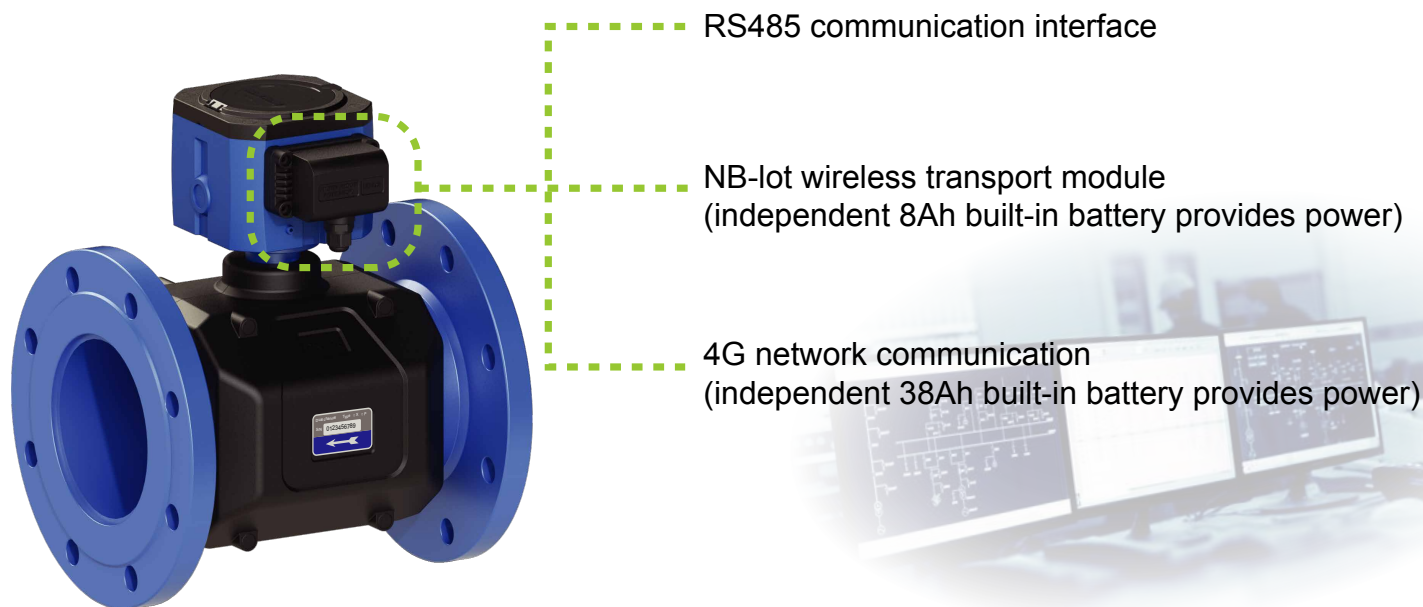 RS485 communication interface
NB-lot wireless transport module
(independent 8Ah built-in battery provides power)
4G network communication
(independent 38Ah built-in battery provides power)
0123456789